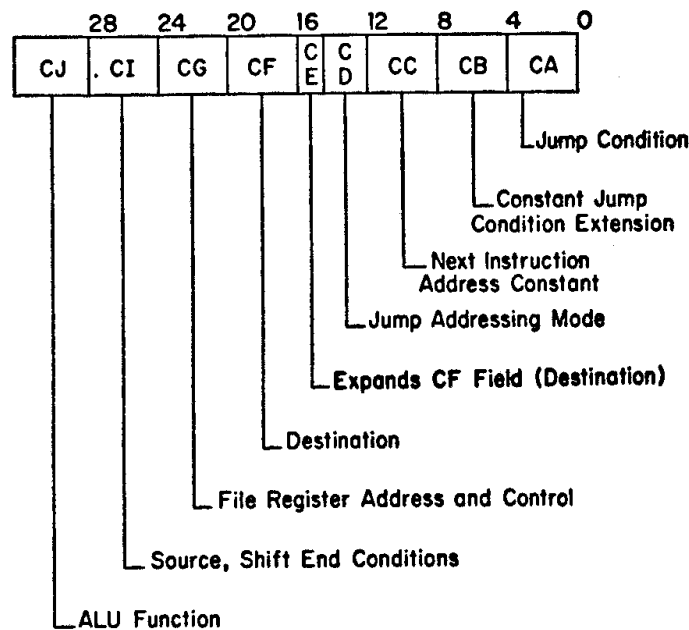 28 24 20 16 12 8 4 0
CJ . CI CG CF C E C D CC CB CA
Jump Condition
Constant Jump
Condition Extension
Next Instruction
Address Constant
Jump Addressing Mode
Expands CF Field (Destination)
Destination
File Register Address and Control
Source, Shift End Conditions
ALU Function